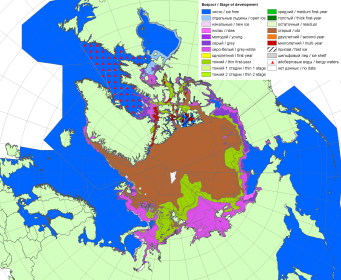 Возраст / Stage of development
чисто / ice free
отдельные льдины / open ice
начальные / new ice
нилас / nilas
молодой / young
серый / grey
серо-белый / grey-white
однолетний / first-year
тонкий / thin first-year
тонкий 1 стадии / thin 1 stage
тонкий 2 стадии / thin 2 stage
средний / medium first-year
толстый / thick first-year
остаточный / residual
старый / old
двухлетний / second-year
многолетний / multi-year
припай / fast ice
шельфовый лед / ice shelf
айсберговые воды / bergy waters
нет данных / no data